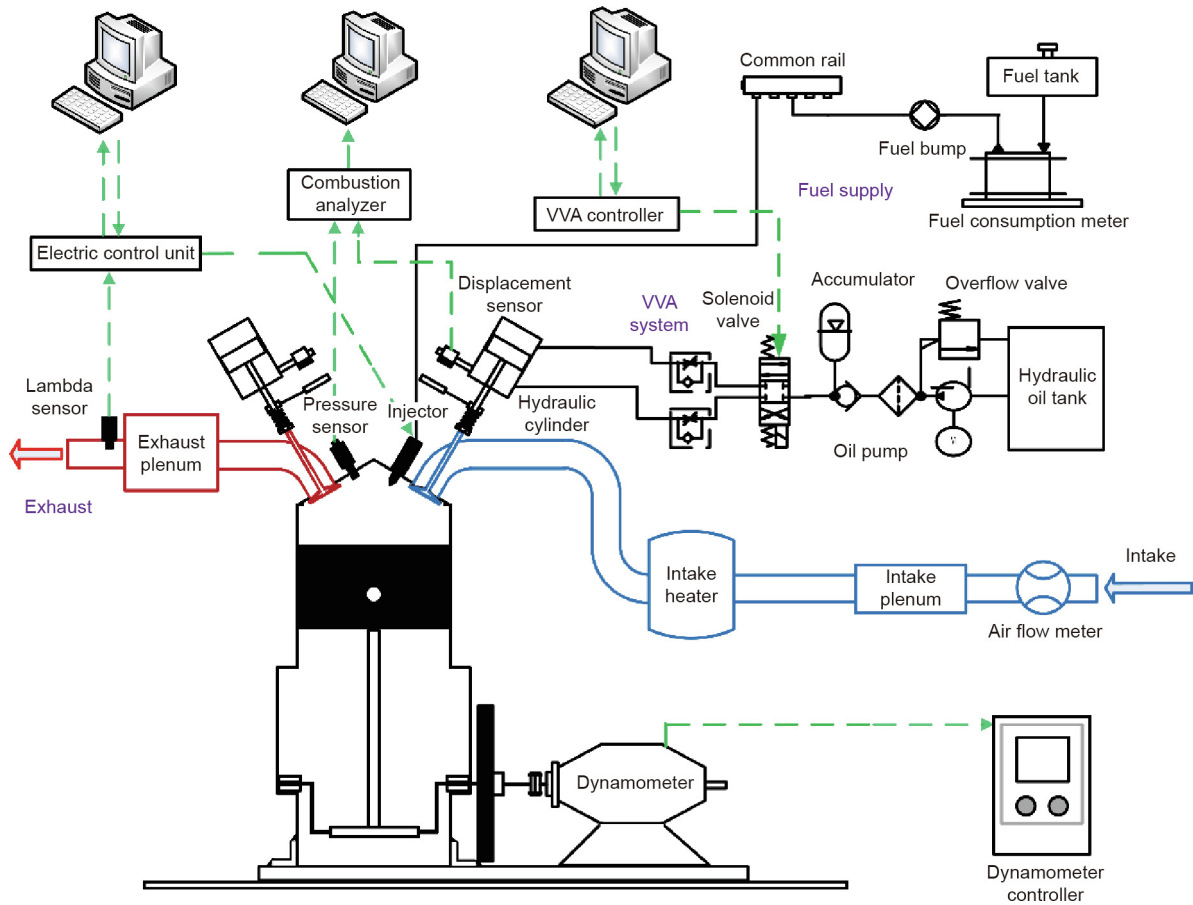 Common rail
Fuel tank
Fuel bump
Combustion
analyzer
VVA controller
Fuel supply
Fuel consumption meter
Electric control unit
Displacement
sensor
VVA
system
Solenoid
valve
Accumulator
Overflow valve
Lambda
sensor
Pressure
sensor
Injector
Hydraulic
cylinder
Hydraulic
oil tank
Oil pump
Exhaust
plenum
Exhaust
Intake
heater
Intake
plenum
Intake
Air flow meter
Dynamometer
Dynamometer
controller